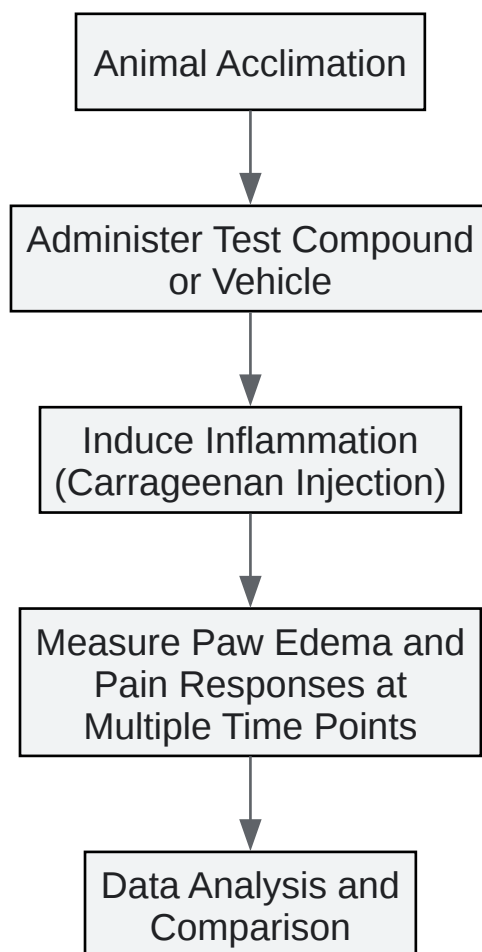 Animal Acclimation
Administer Test Compound
or Vehicle
Induce Inflammation
(Carrageenan Injection)
Measure Paw Edema and
Pain Responses at
Multiple Time Points
Data Analysis and
Comparison